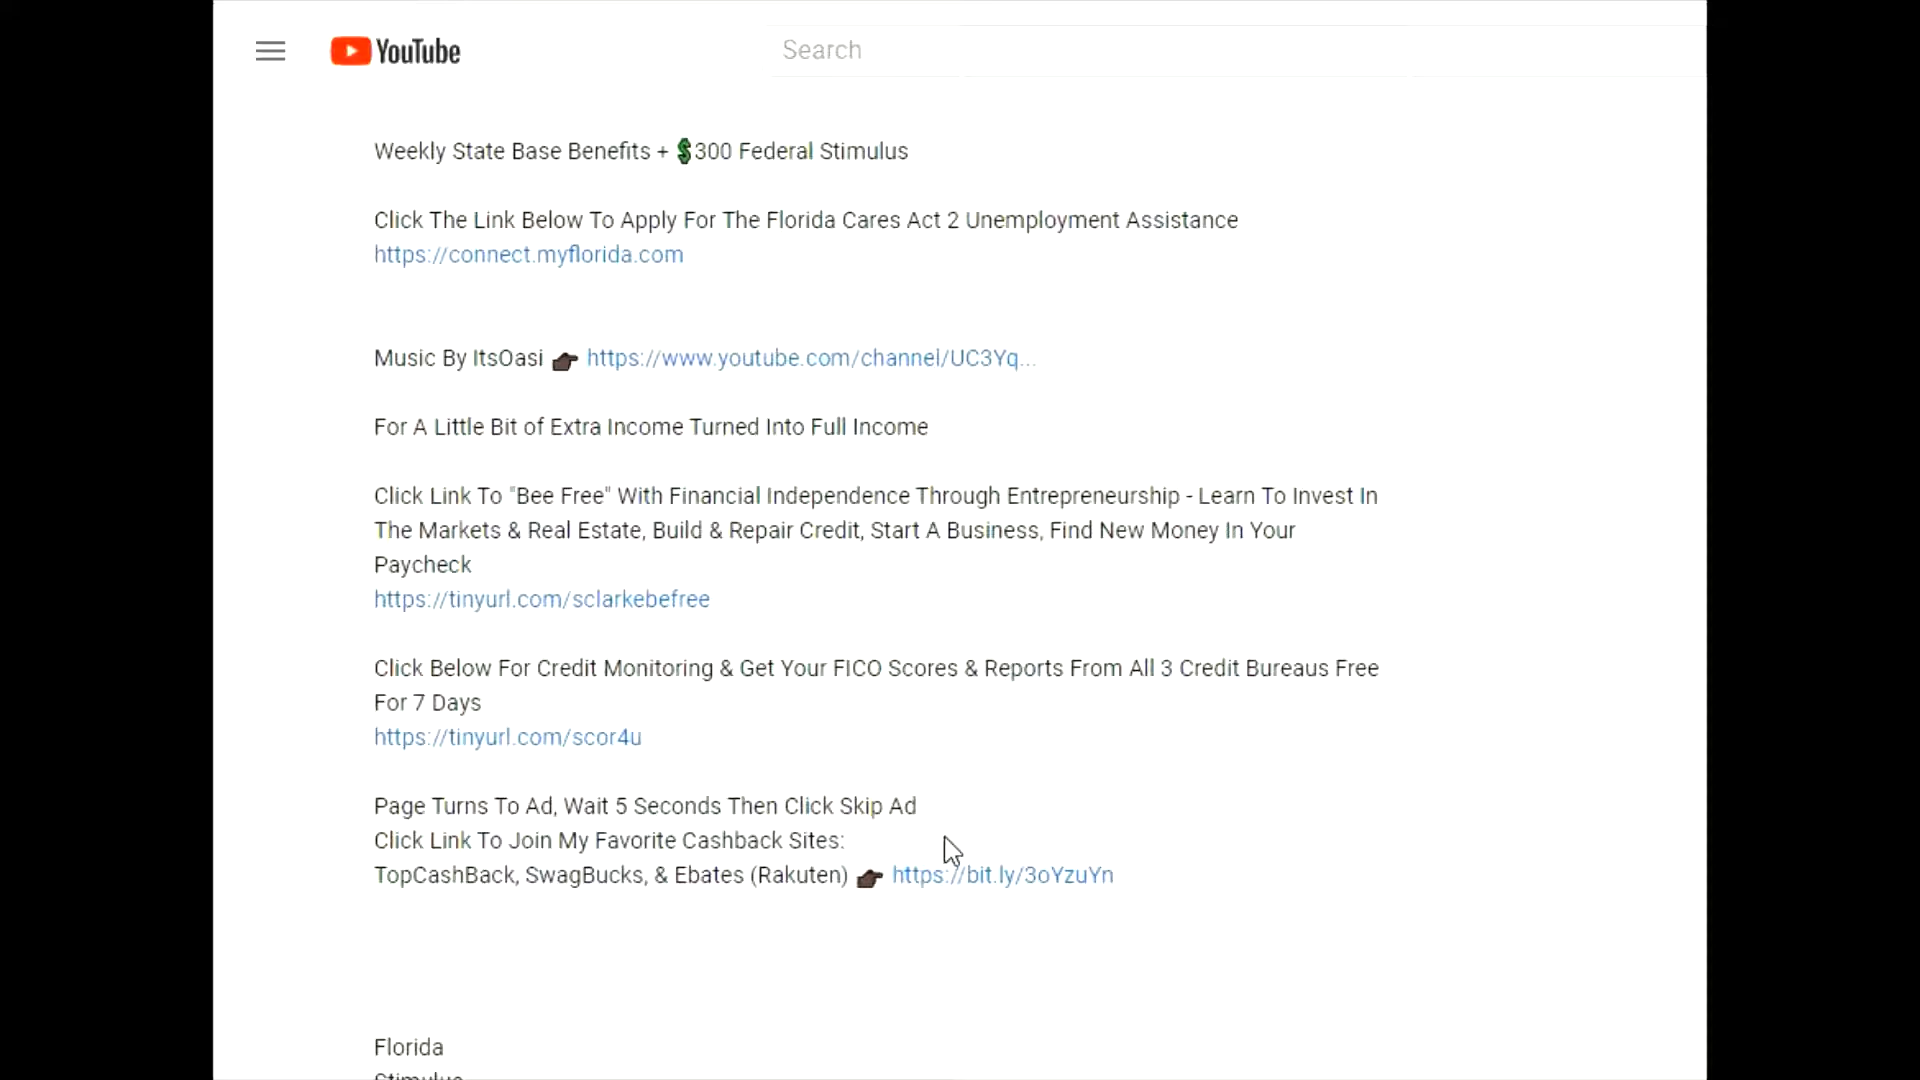 YouTube
Search
Weekly State Base Benefits + $300 Federal Stimulus
Click The Link Below To Apply For The Florida Cares Act 2 Unemployment Assistance
https://connect.myflorida.com
Music By ItsOasi https://www.youtube.com/channel/UC3Yq...
For A Little Bit of Extra Income Turned Into Full Income
Click Link To "Bee Free" With Financial Independence Through Entrepreneurship - Learn To Invest In
The Markets & Real Estate, Build & Repair Credit, Start A Business, Find New Money In Your
Paycheck
https://tinyurl.com/sclarkebefree
Click Below For Credit Monitoring & Get Your FICO Scores & Reports From All 3 Credit Bureaus Free
For 7 Days
https://tinyurl.com/scor4u
Page Turns To Ad, Wait 5 Seconds Then Click Skip Ad
Click Link To Join My Favorite Cashback Sites:
TopCashBack, SwagBucks, & Ebates (Rakuten) https://bit.ly/3oYzuYn
Florida
Stimulus